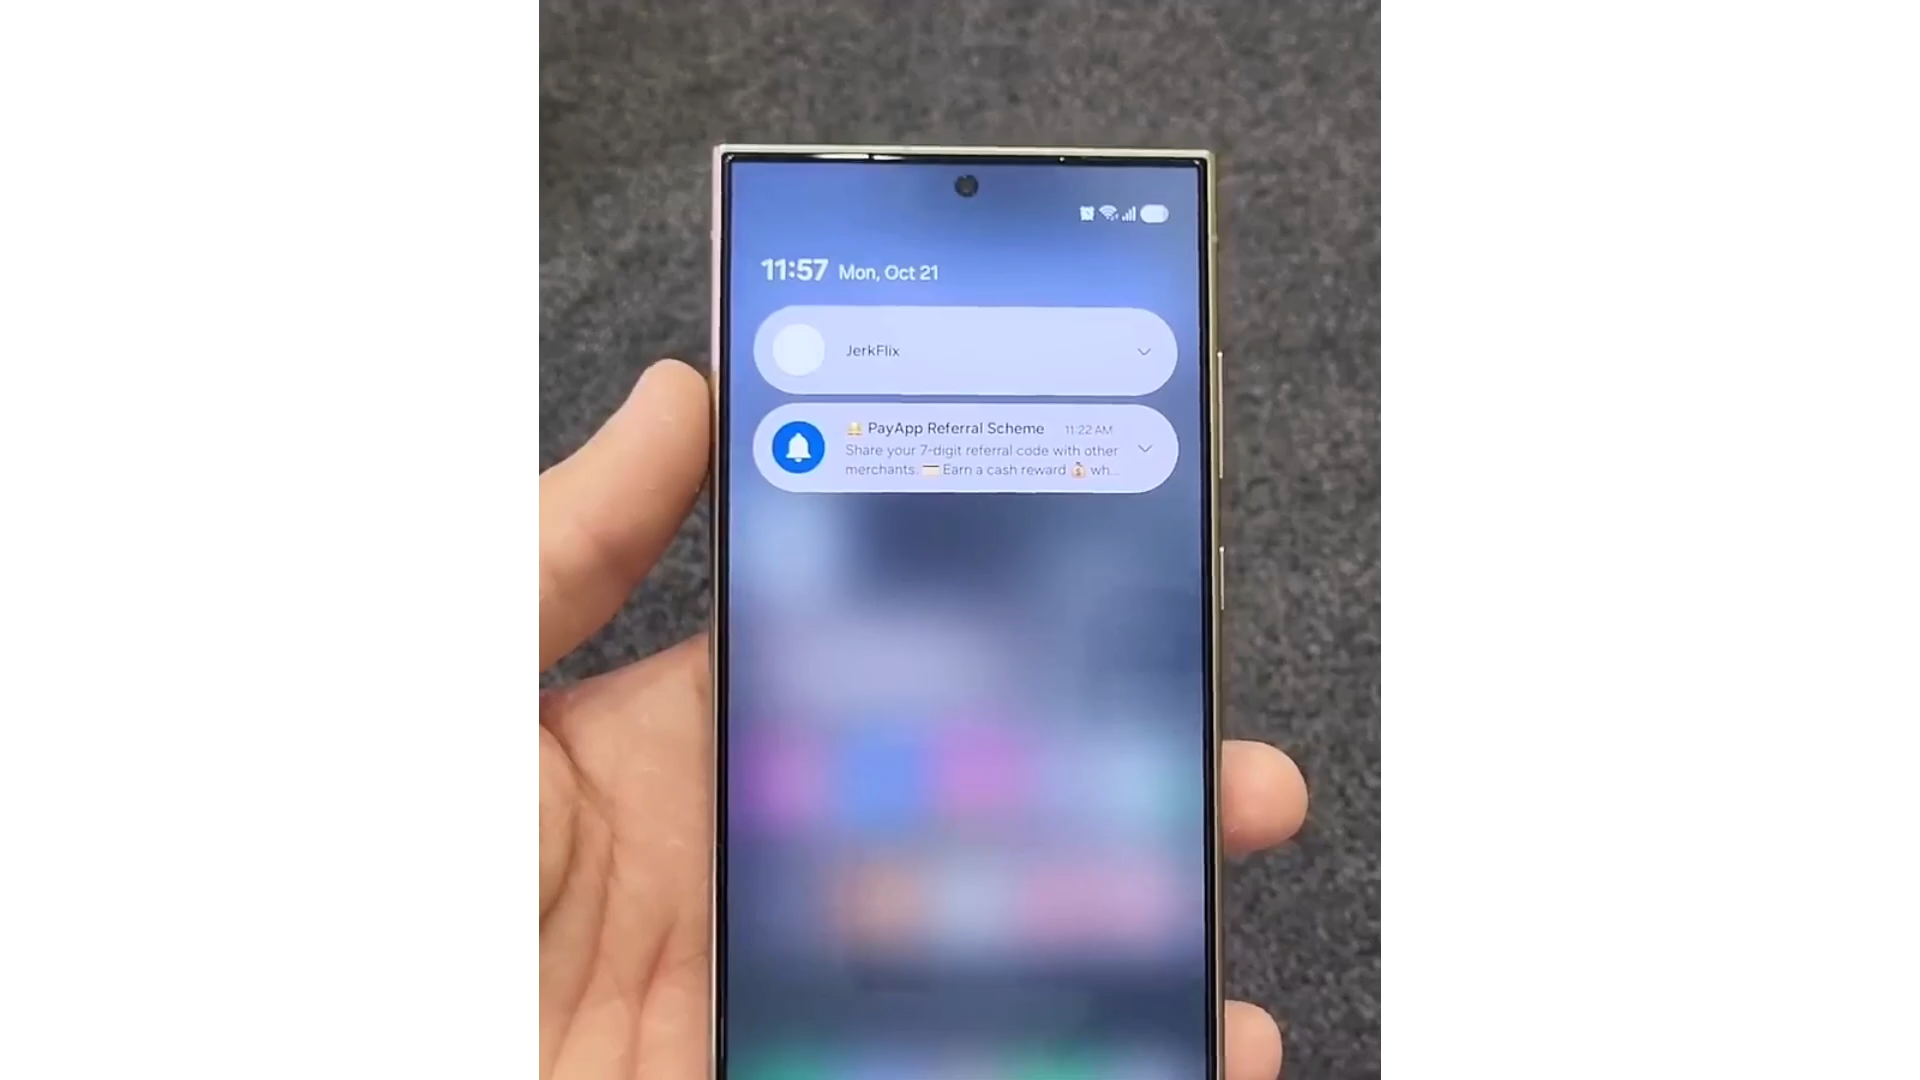 11:57 Mon, Oct 21
JerkFlix
🔔 PayApp Referral Scheme 11:22 AM
Share your 7-digit referral code with other
merchants. 💳 Earn a cash reward 💰 wh...